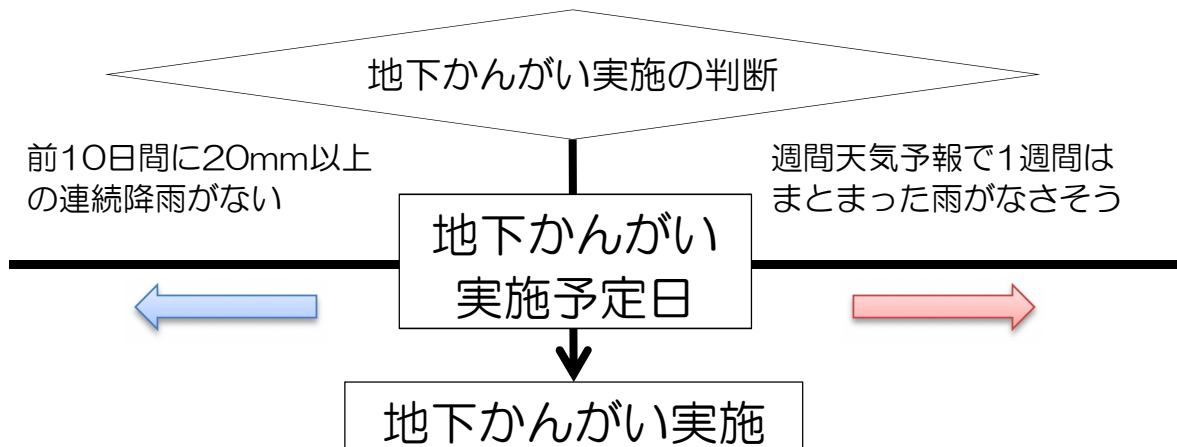 地下かんがい実施の判断
前10日間に20mm以上
の連続降雨がない
週間天気予報で1週間は
まとまった雨がなさそう
地下かんがい
実施予定日
地下かんがい実施